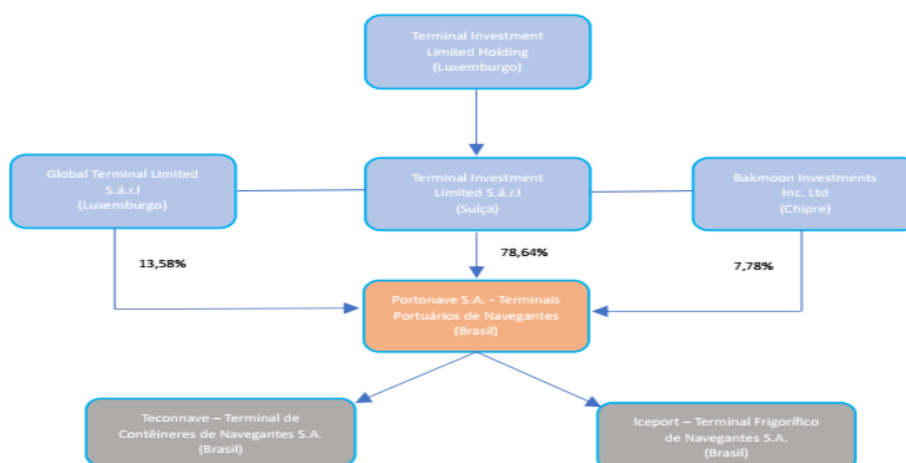 Terminal Investment
Limited Holding
(Luxemburgo)
Global Terminal Limited
S.á.r.l
(Luxemburgo)
Terminal Investment
Limited S.á.r.l
(Suíça)
Bakmoon Investments
Inc. Ltd
(Chipre)
13,58%
78,64%
7,78%
Portonave S.A. - Terminais
Portuários de Navegantes
(Brasil)
Teconnave – Terminal de
Contêineres de Navegantes S.A.
(Brasil)
Iceport – Terminal Frigorífico
de Navegantes S.A.
(Brasil)